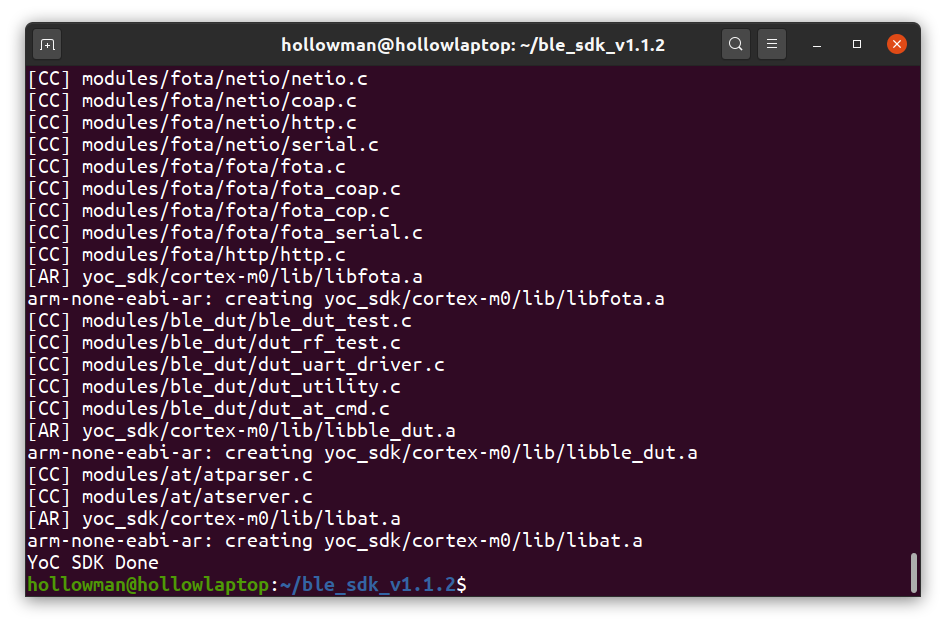 hollowman@hollowlaptop: ~/ble_sdk_v1.1.2
[CC] modules/fota/netio/netio.c
[CC] modules/fota/netio/coap.c
[CC] modules/fota/netio/http.c
[CC] modules/fota/netio/serial.c
[CC] modules/fota/fota/fota.c
[CC] modules/fota/fota/fota_coap.c
[CC] modules/fota/fota/fota_cop.c
[CC] modules/fota/fota/fota_serial.c
[CC] modules/fota/http/http.c
[AR] yoc_sdk/cortex-m0/lib/libfota.a
arm-none-eabi-ar: creating yoc_sdk/cortex-m0/lib/libfota.a
[CC] modules/ble_dut/ble_dut_test.c
[CC] modules/ble_dut/dut_rf_test.c
[CC] modules/ble_dut/dut_uart_driver.c
[CC] modules/ble_dut/dut_utility.c
[CC] modules/ble_dut/dut_at_cmd.c
[AR] yoc_sdk/cortex-m0/lib/libble_dut.a
arm-none-eabi-ar: creating yoc_sdk/cortex-m0/lib/libble_dut.a
[CC] modules/at/atparser.c
[CC] modules/at/atserver.c
[AR] yoc_sdk/cortex-m0/lib/libat.a
arm-none-eabi-ar: creating yoc_sdk/cortex-m0/lib/libat.a
YoC SDK Done
hollowman@hollowlaptop:~/ble_sdk_v1.1.2$